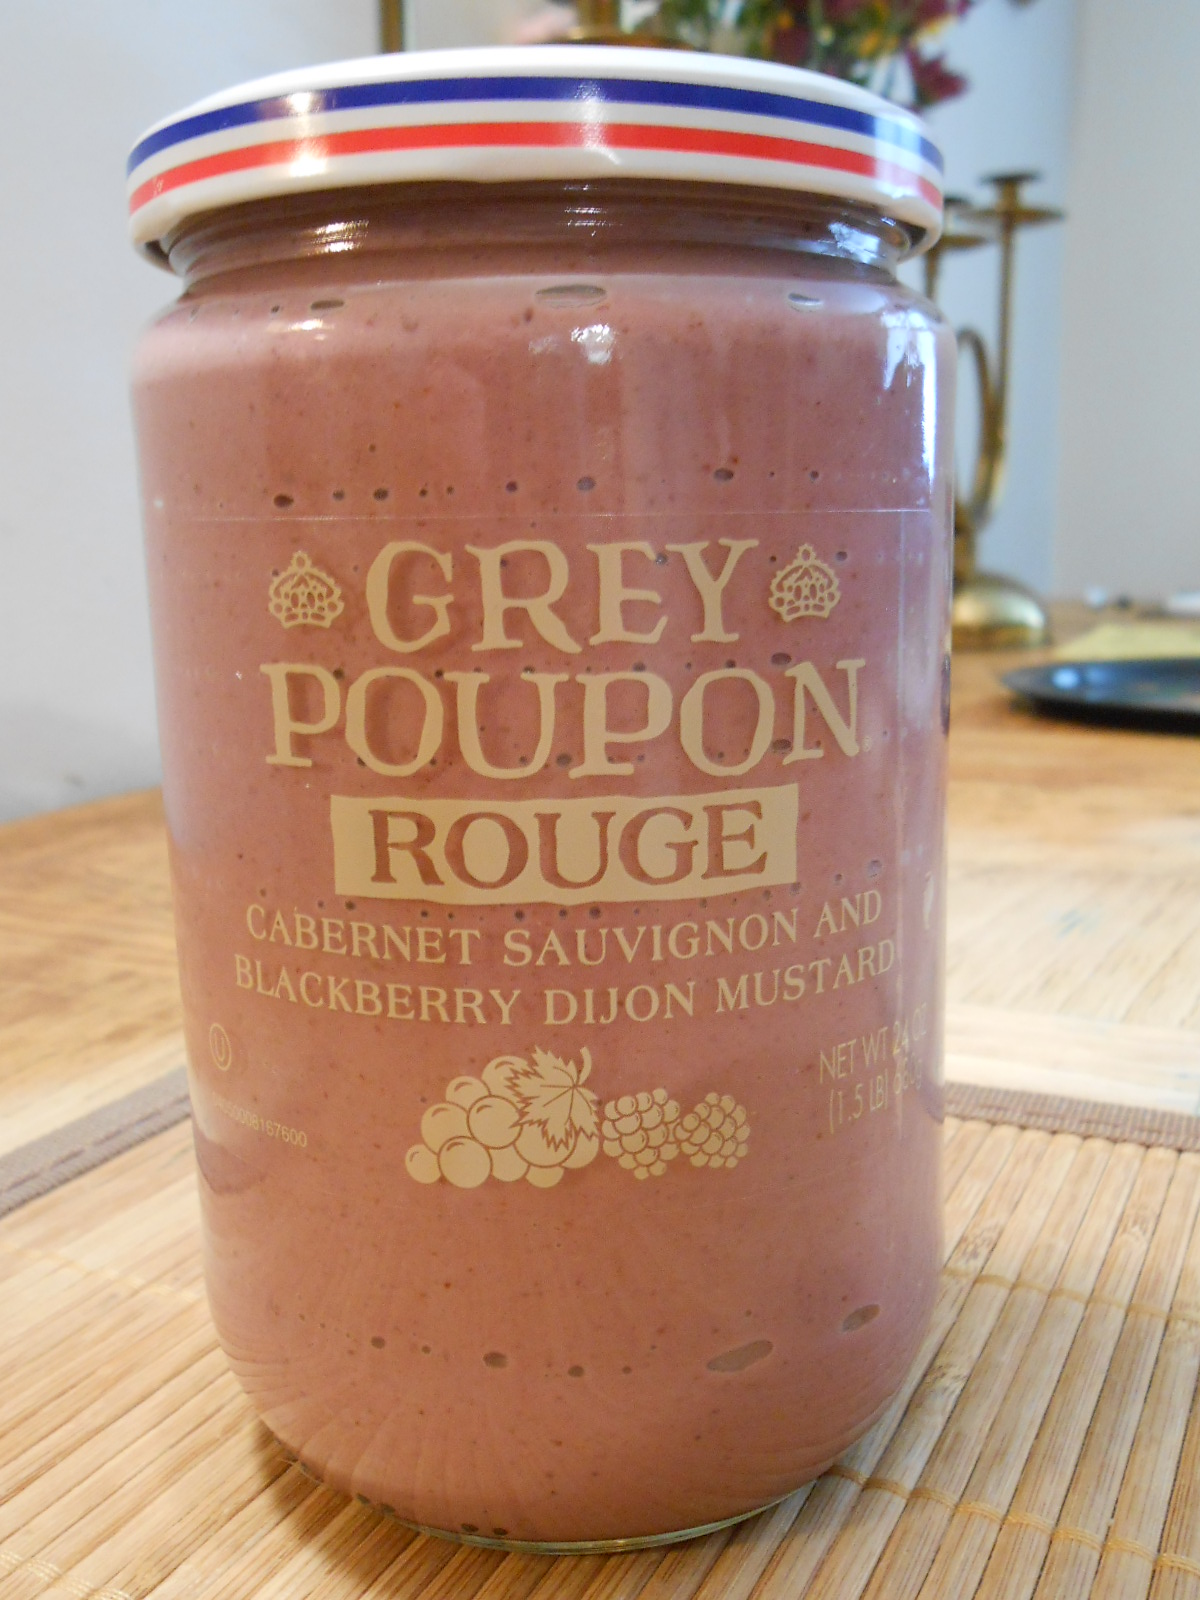 GREY
POUPON
ROUGE
CABERNET SAUVIGNON AND
BLACKBERRY DIJON MUSTARD
U
NET WT 24 OZ
(1.5 LB)